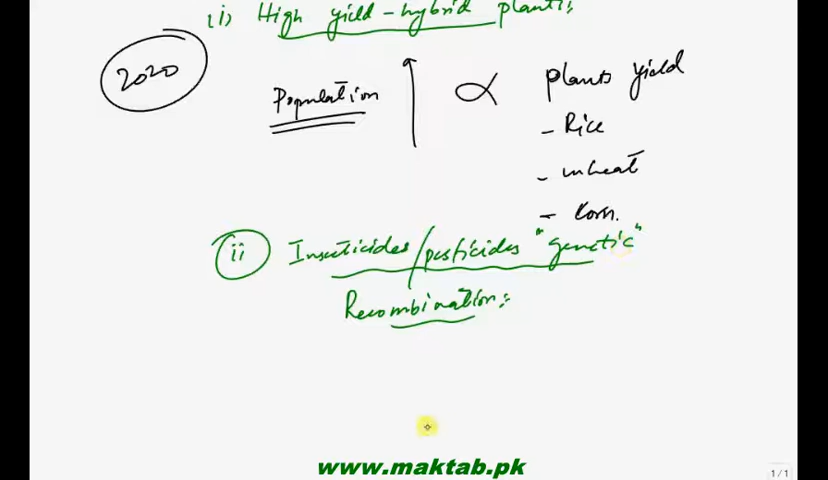 (i) High yield-hybrid plants:
2020
Population ↑ ∝ plants yield
- Rice
- wheat
- Corn.
(ii) Insecticides/pesticides "genetic"
Recombination:
www.maktab.pk
1/1